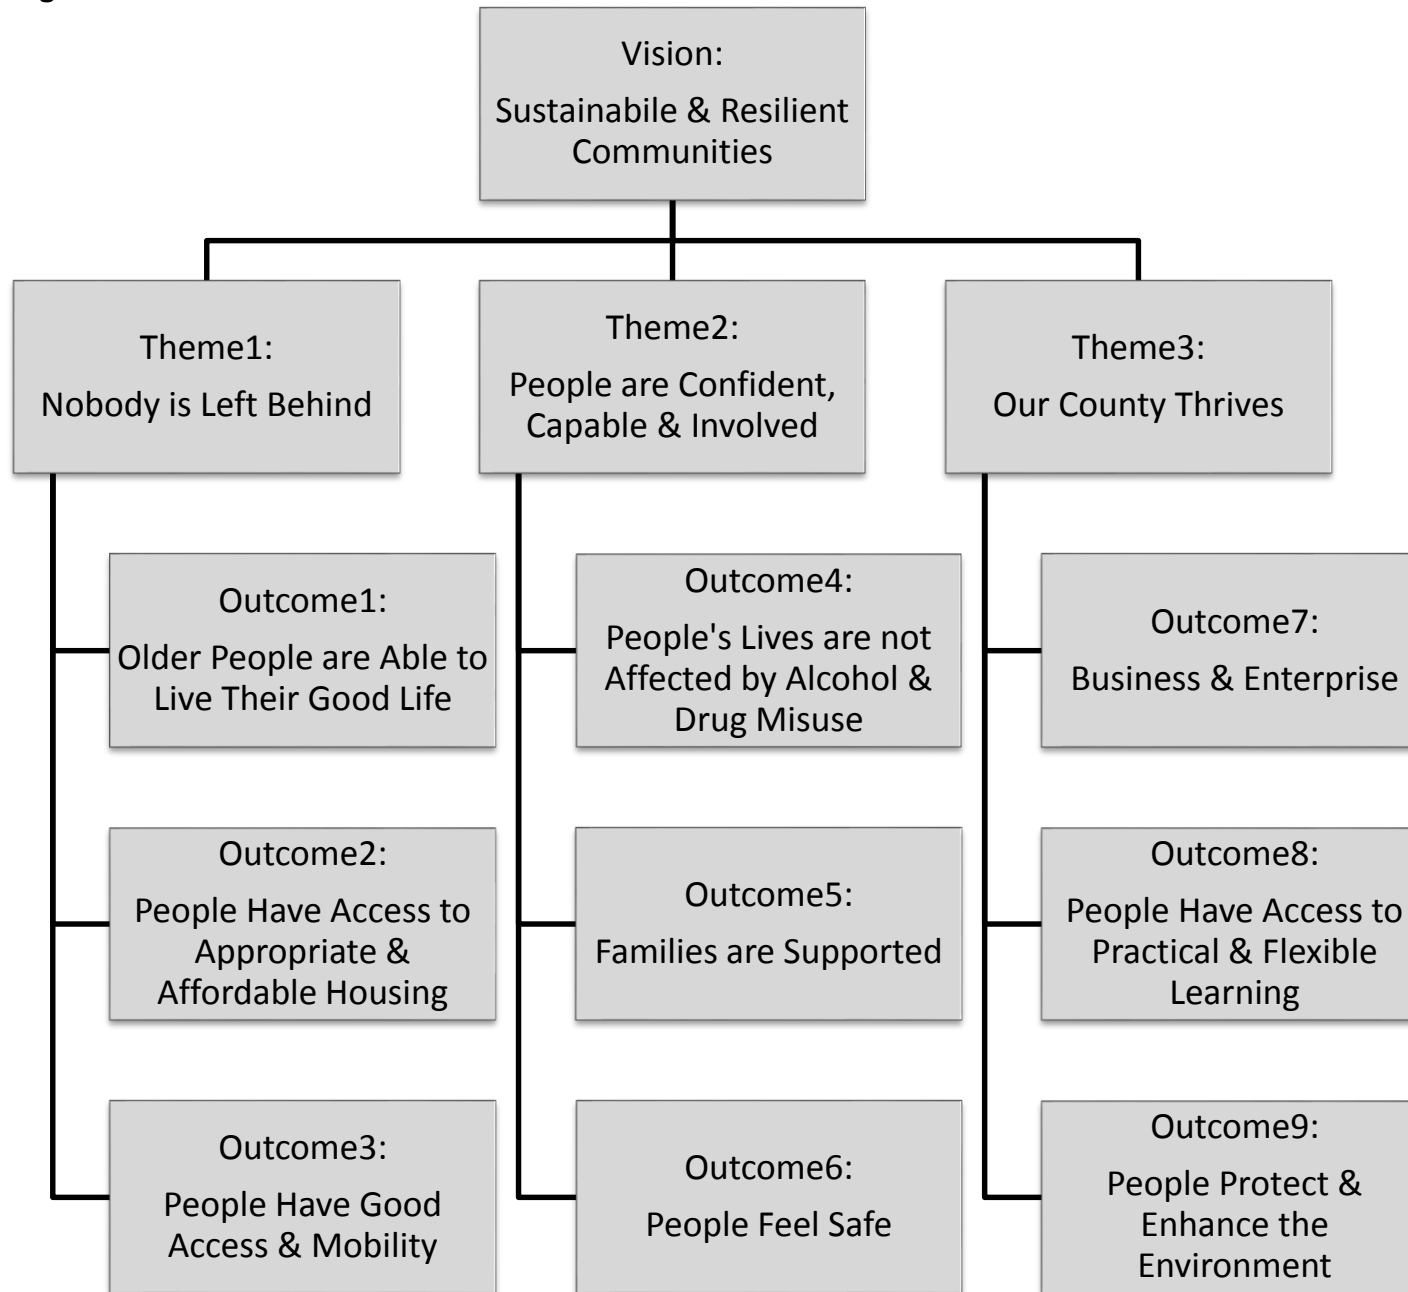 Vision:
Sustainabile & Resilient
Communities
Theme1:
Nobody is Left Behind
Theme2:
People are Confident,
Capable & Involved
Theme3:
Our County Thrives
Outcome1:
Older People are Able to
Live Their Good Life
Outcome2:
People Have Access to
Appropriate &
Affordable Housing
Outcome3:
People Have Good
Access & Mobility
Outcome4:
People's Lives are not
Affected by Alcohol &
Drug Misuse
Outcome5:
Families are Supported
Outcome6:
People Feel Safe
Outcome7:
Business & Enterprise
Outcome8:
People Have Access to
Practical & Flexible
Learning
Outcome9:
People Protect &
Enhance the
Environment